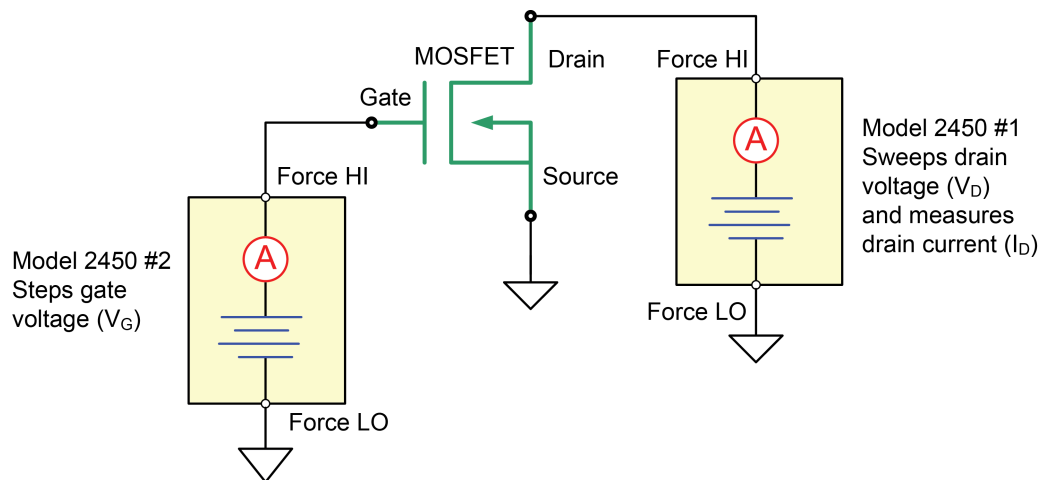 MOSFET
Drain
Force HI
Gate
A
Model 2450 #1
Sweeps drain
voltage (VD)
and measures
drain current (ID)
Force HI
Source
Model 2450 #2
Steps gate
voltage (VG)
A
Force LO
Force LO